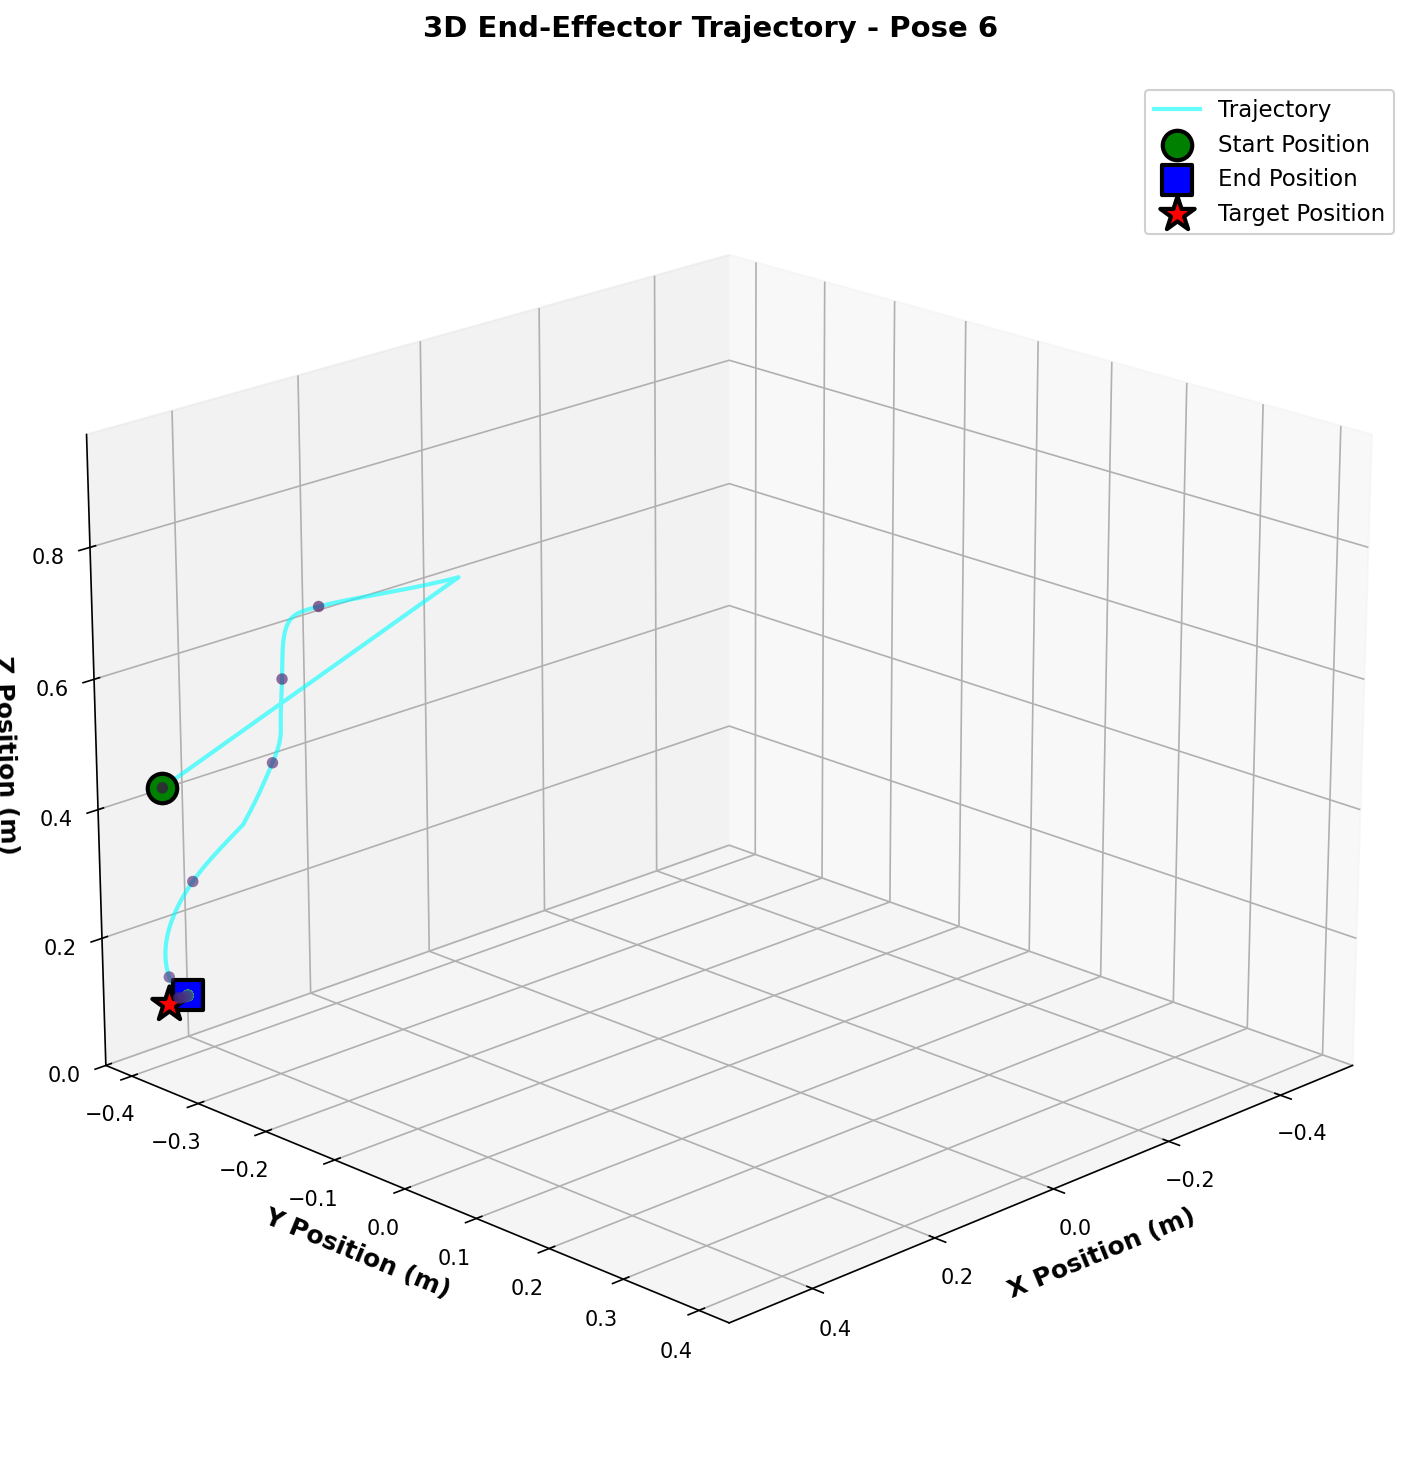 3D End-Effector Trajectory - Pose 6
Trajectory
Start Position
End Position
Target Position
0.8
0.6
0.4
0.2
0.0
Z Position (m)
−0.4
−0.3
−0.2
−0.1
0.0
0.1
0.2
0.3
0.4
Y Position (m)
−0.4
−0.2
0.0
0.2
0.4
X Position (m)